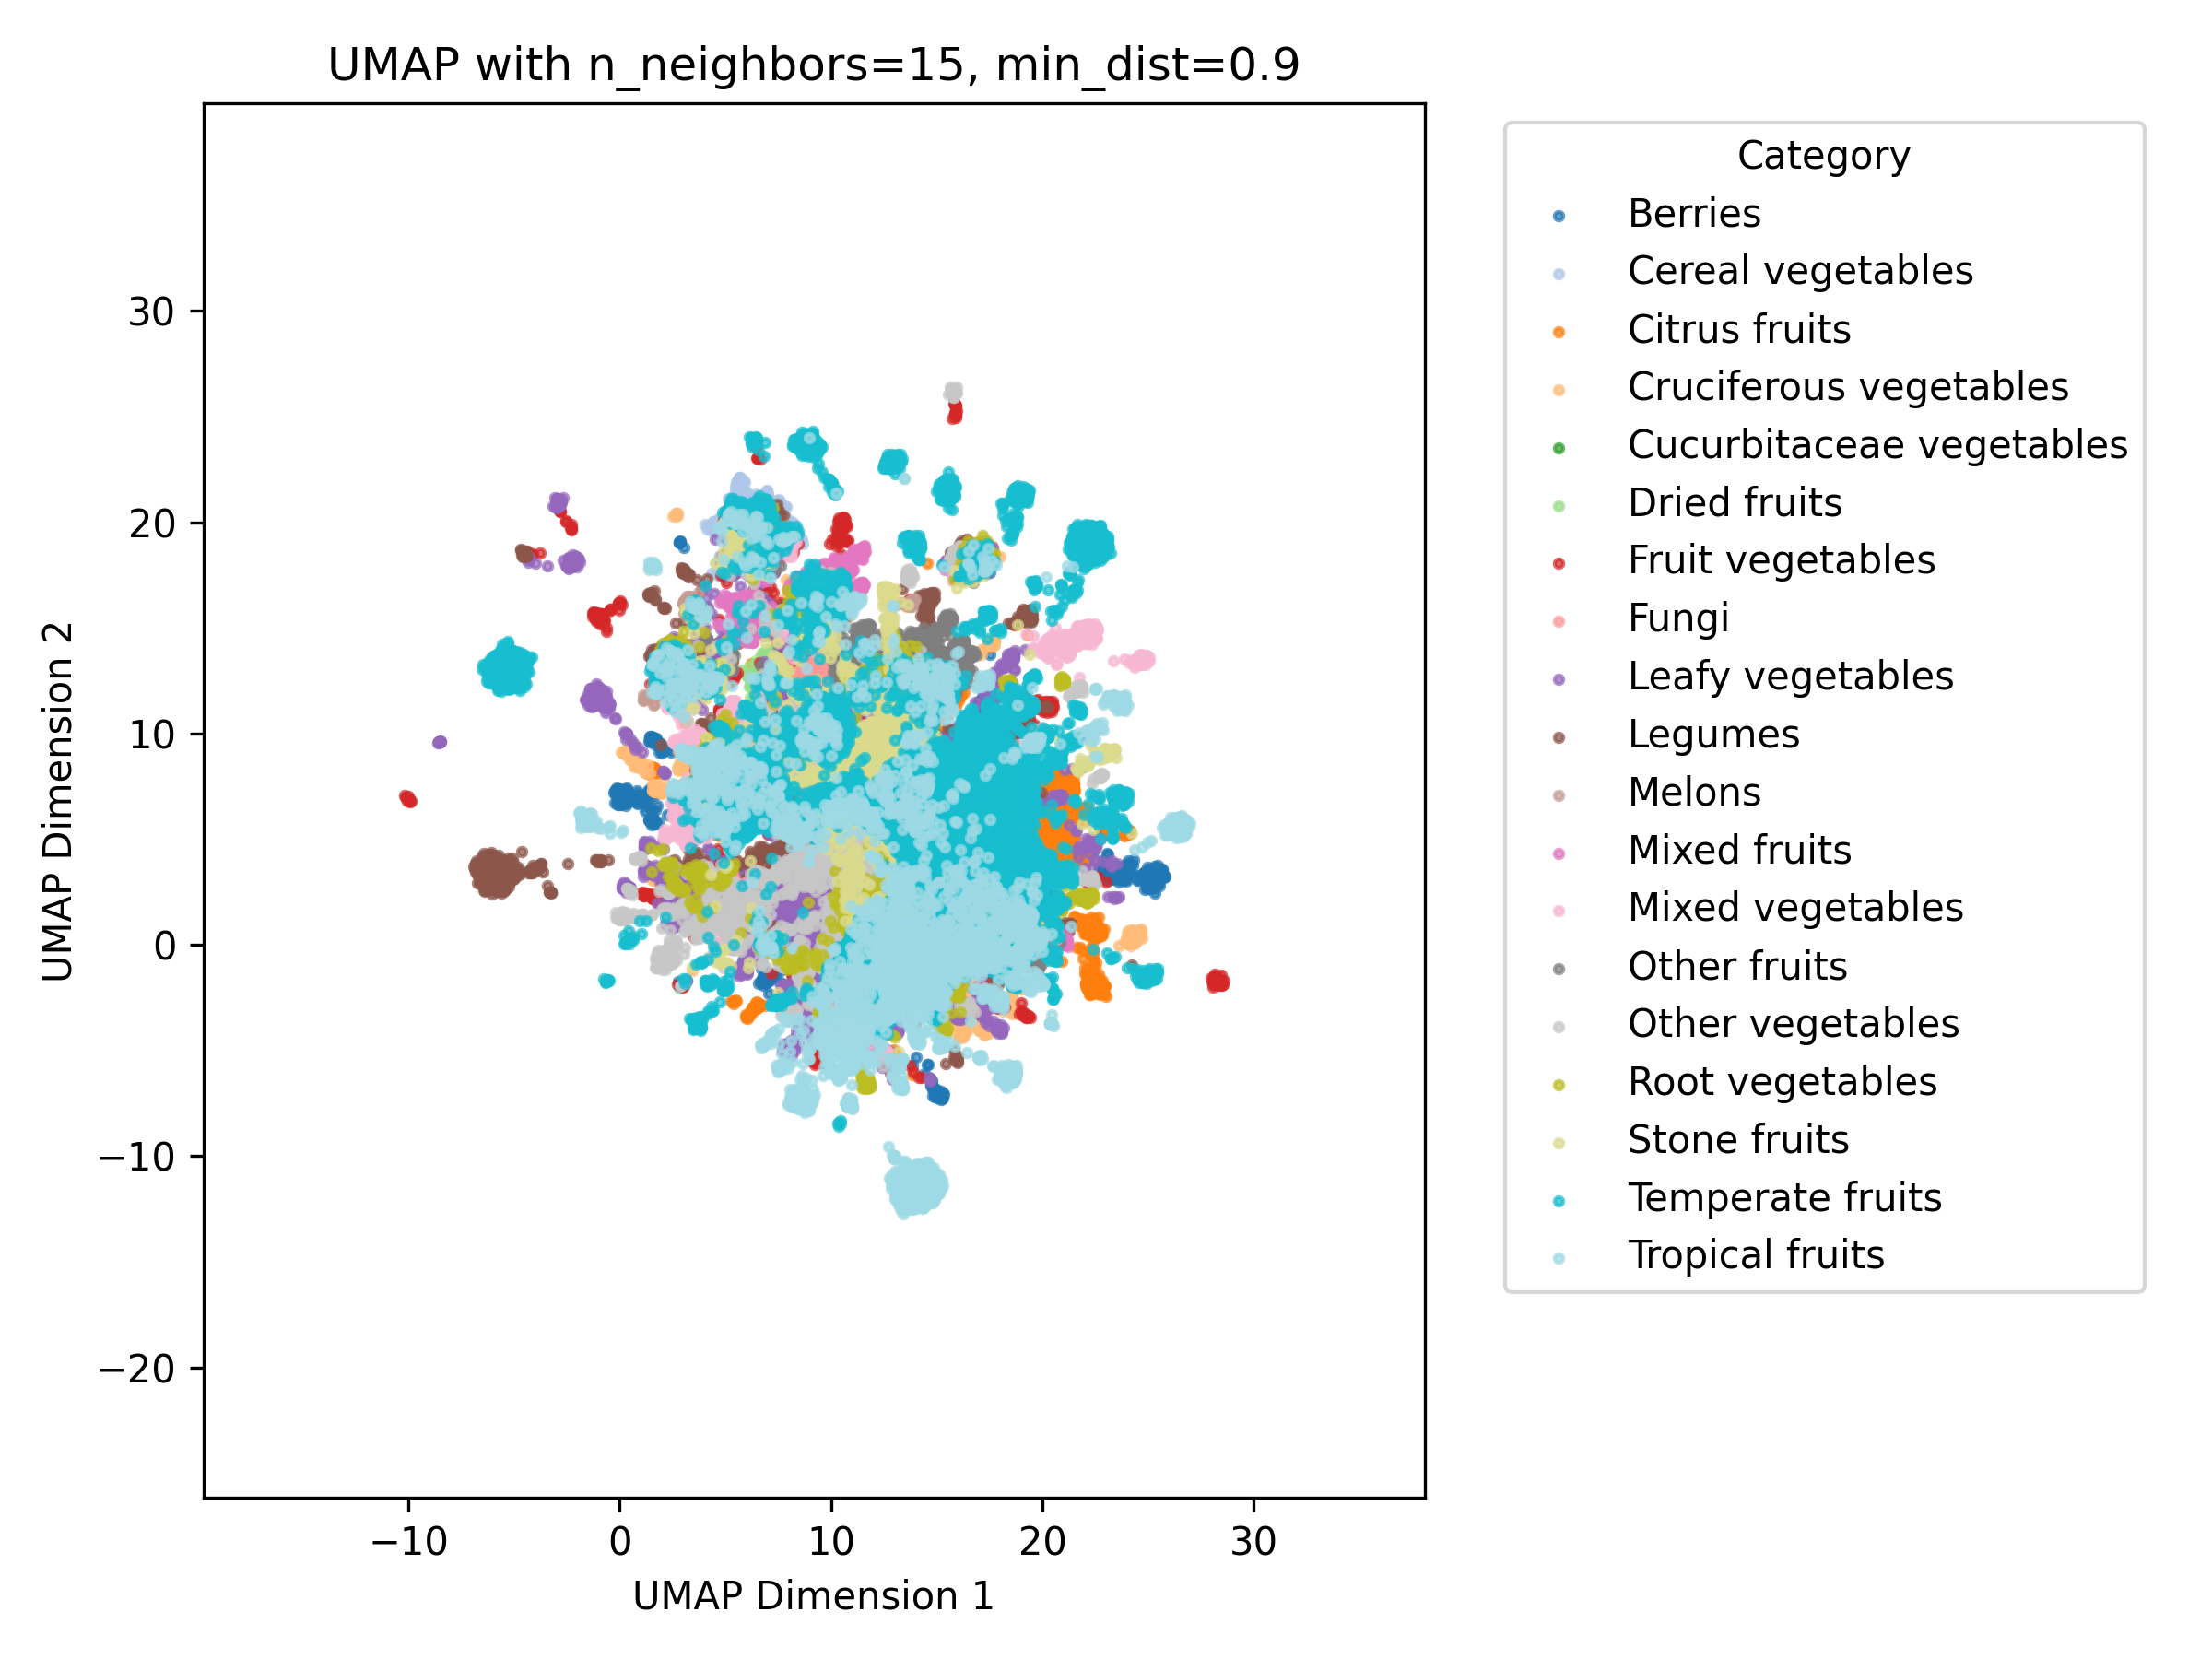 UMAP with n_neighbors=15, min_dist=0.9
Category
Berries
Cereal vegetables
Citrus fruits
Cruciferous vegetables
Cucurbitaceae vegetables
Dried fruits
Fruit vegetables
Fungi
Leafy vegetables
Legumes
Melons
Mixed fruits
Mixed vegetables
Other fruits
Other vegetables
Root vegetables
Stone fruits
Temperate fruits
Tropical fruits
UMAP Dimension 2
30
20
10
0
−10
−20
−10 0 10 20 30
UMAP Dimension 1